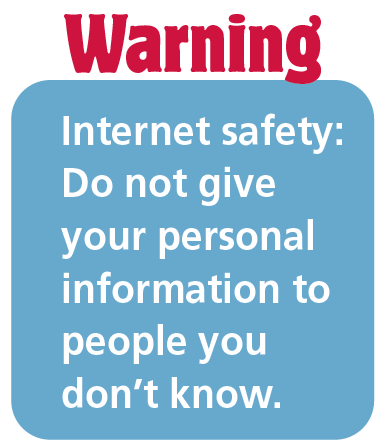 Warning
Internet safety:
Do not give
your personal
information to
people you
don’t know.